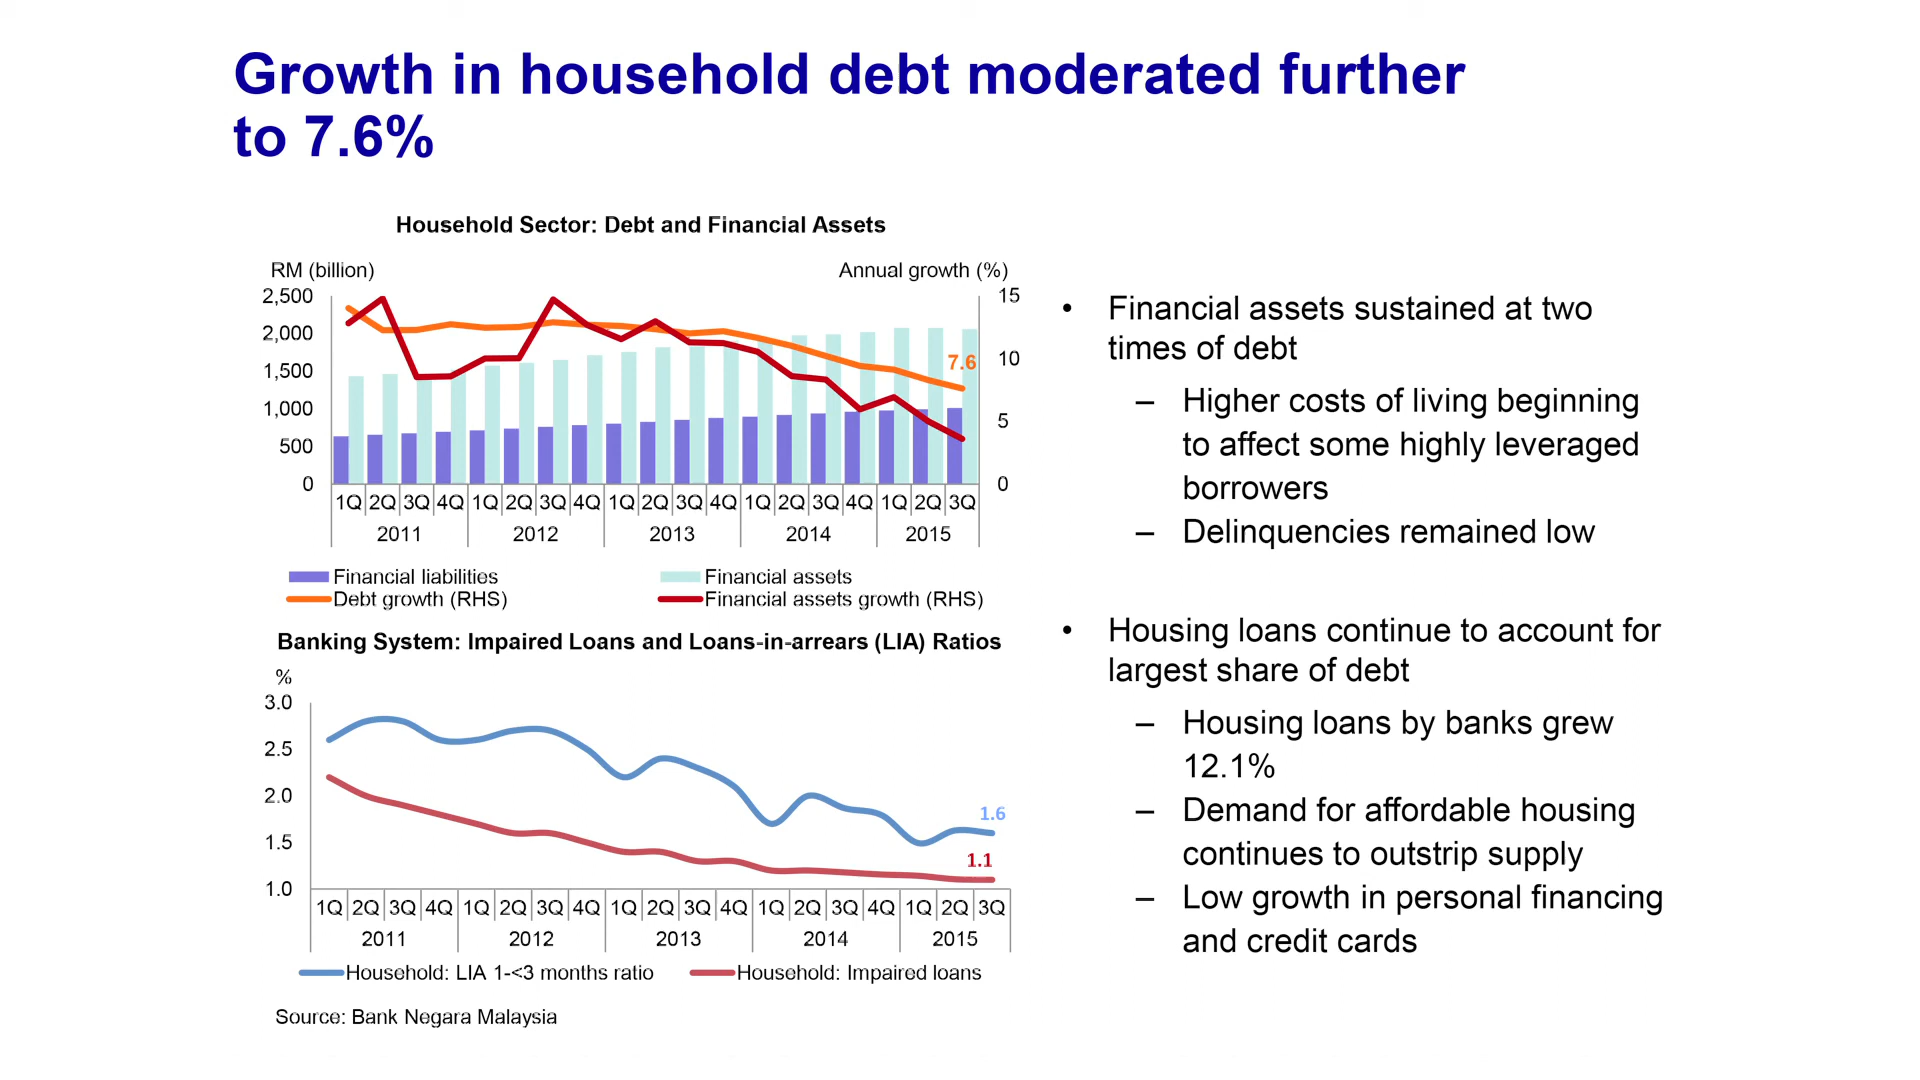 Growth in household debt moderated further
to 7.6%
Household Sector: Debt and Financial Assets
RM (billion) Annual growth (%)
2,500 15
2,000
1,500 10
7.6
1,000 5
500
0 0
1Q 2Q 3Q 4Q 1Q 2Q 3Q 4Q 1Q 2Q 3Q 4Q 1Q 2Q 3Q 4Q 1Q 2Q 3Q
2011 2012 2013 2014 2015
Financial liabilities Financial assets
Debt growth (RHS) Financial assets growth (RHS)
Banking System: Impaired Loans and Loans-in-arrears (LIA) Ratios
%
3.0
2.5
2.0
1.6
1.5
1.1
1.0
1Q 2Q 3Q 4Q 1Q 2Q 3Q 4Q 1Q 2Q 3Q 4Q 1Q 2Q 3Q 4Q 1Q 2Q 3Q
2011 2012 2013 2014 2015
Household: LIA 1-<3 months ratio Household: Impaired loans
Source: Bank Negara Malaysia
• Financial assets sustained at two
times of debt
– Higher costs of living beginning
to affect some highly leveraged
borrowers
– Delinquencies remained low
• Housing loans continue to account for
largest share of debt
– Housing loans by banks grew
12.1%
– Demand for affordable housing
continues to outstrip supply
– Low growth in personal financing
and credit cards